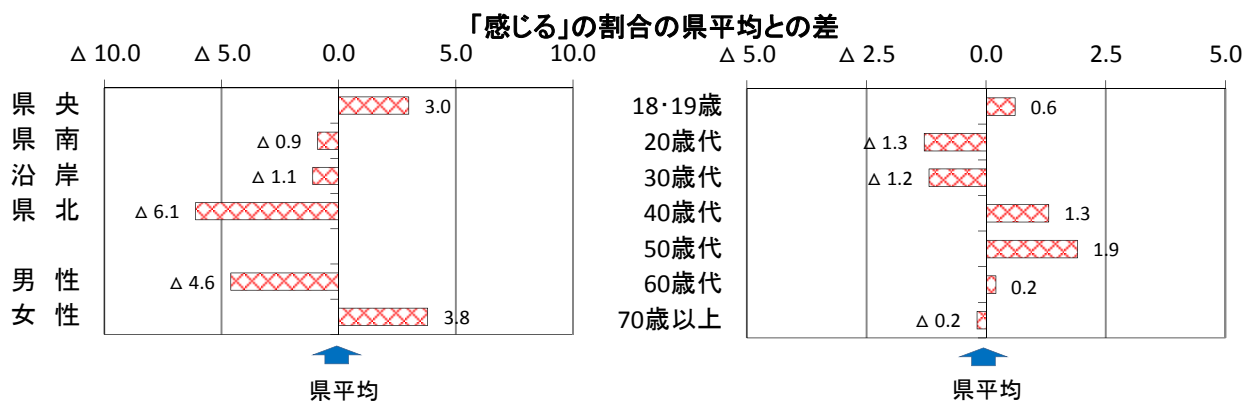 「感じる」の割合の県平均との差
△ 10.0 △ 5.0 0.0 5.0 10.0
県 央 3.0
県 南 △ 0.9
沿 岸 △ 1.1
県 北 △ 6.1
男 性 △ 4.6
女 性 3.8
県平均
△ 5.0 △ 2.5 0.0 2.5 5.0
18・19歳 0.6
20歳代 △ 1.3
30歳代 △ 1.2
40歳代 1.3
50歳代 1.9
60歳代 0.2
70歳以上 △ 0.2
県平均